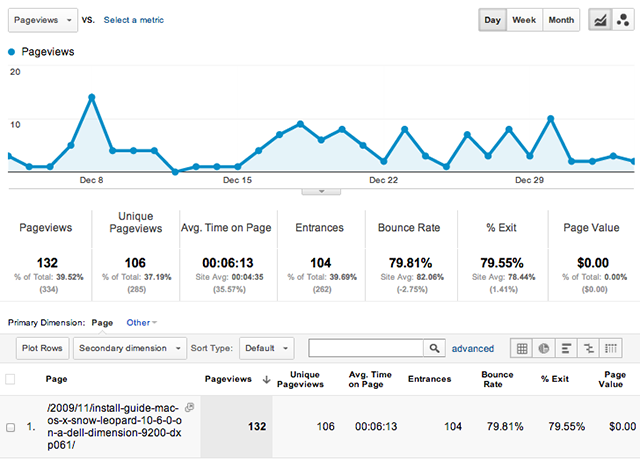 Pageviews VS. Select a metric Day Week Month
Pageviews
20
10
Dec 8 Dec 15 Dec 22 Dec 29
Pageviews Unique Pageviews Avg. Time on Page Entrances Bounce Rate % Exit Page Value
132 106 00:06:13 104 79.81% 79.55% $0.00
% of Total: 39.52% % of Total: 37.19% Site Avg: 00:04:35 % of Total: 39.69% Site Avg: 82.06% Site Avg: 78.44% % of Total: 0.00%
(334) (285) (35.57%) (262) (-2.75%) (1.41%) ($0.00)
Primary Dimension: Page Other
Plot Rows Secondary dimension Sort Type: Default advanced
Page Pageviews Unique Pageviews Avg. Time on Page Entrances Bounce Rate % Exit Page Value
1. /2009/11/install-guide-mac-
os-x-snow-leopard-10-6-0-o
n-a-dell-dimension-9200-dx
p061/
132 106 00:06:13 104 79.81% 79.55% $0.00